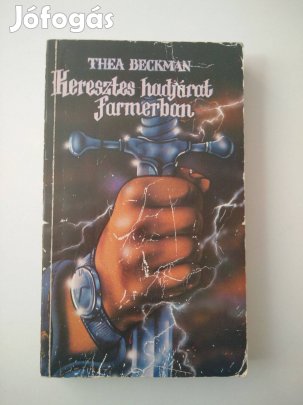 Jófogás
THEA BECKMAN
Keresztes hadjárat
farmerban